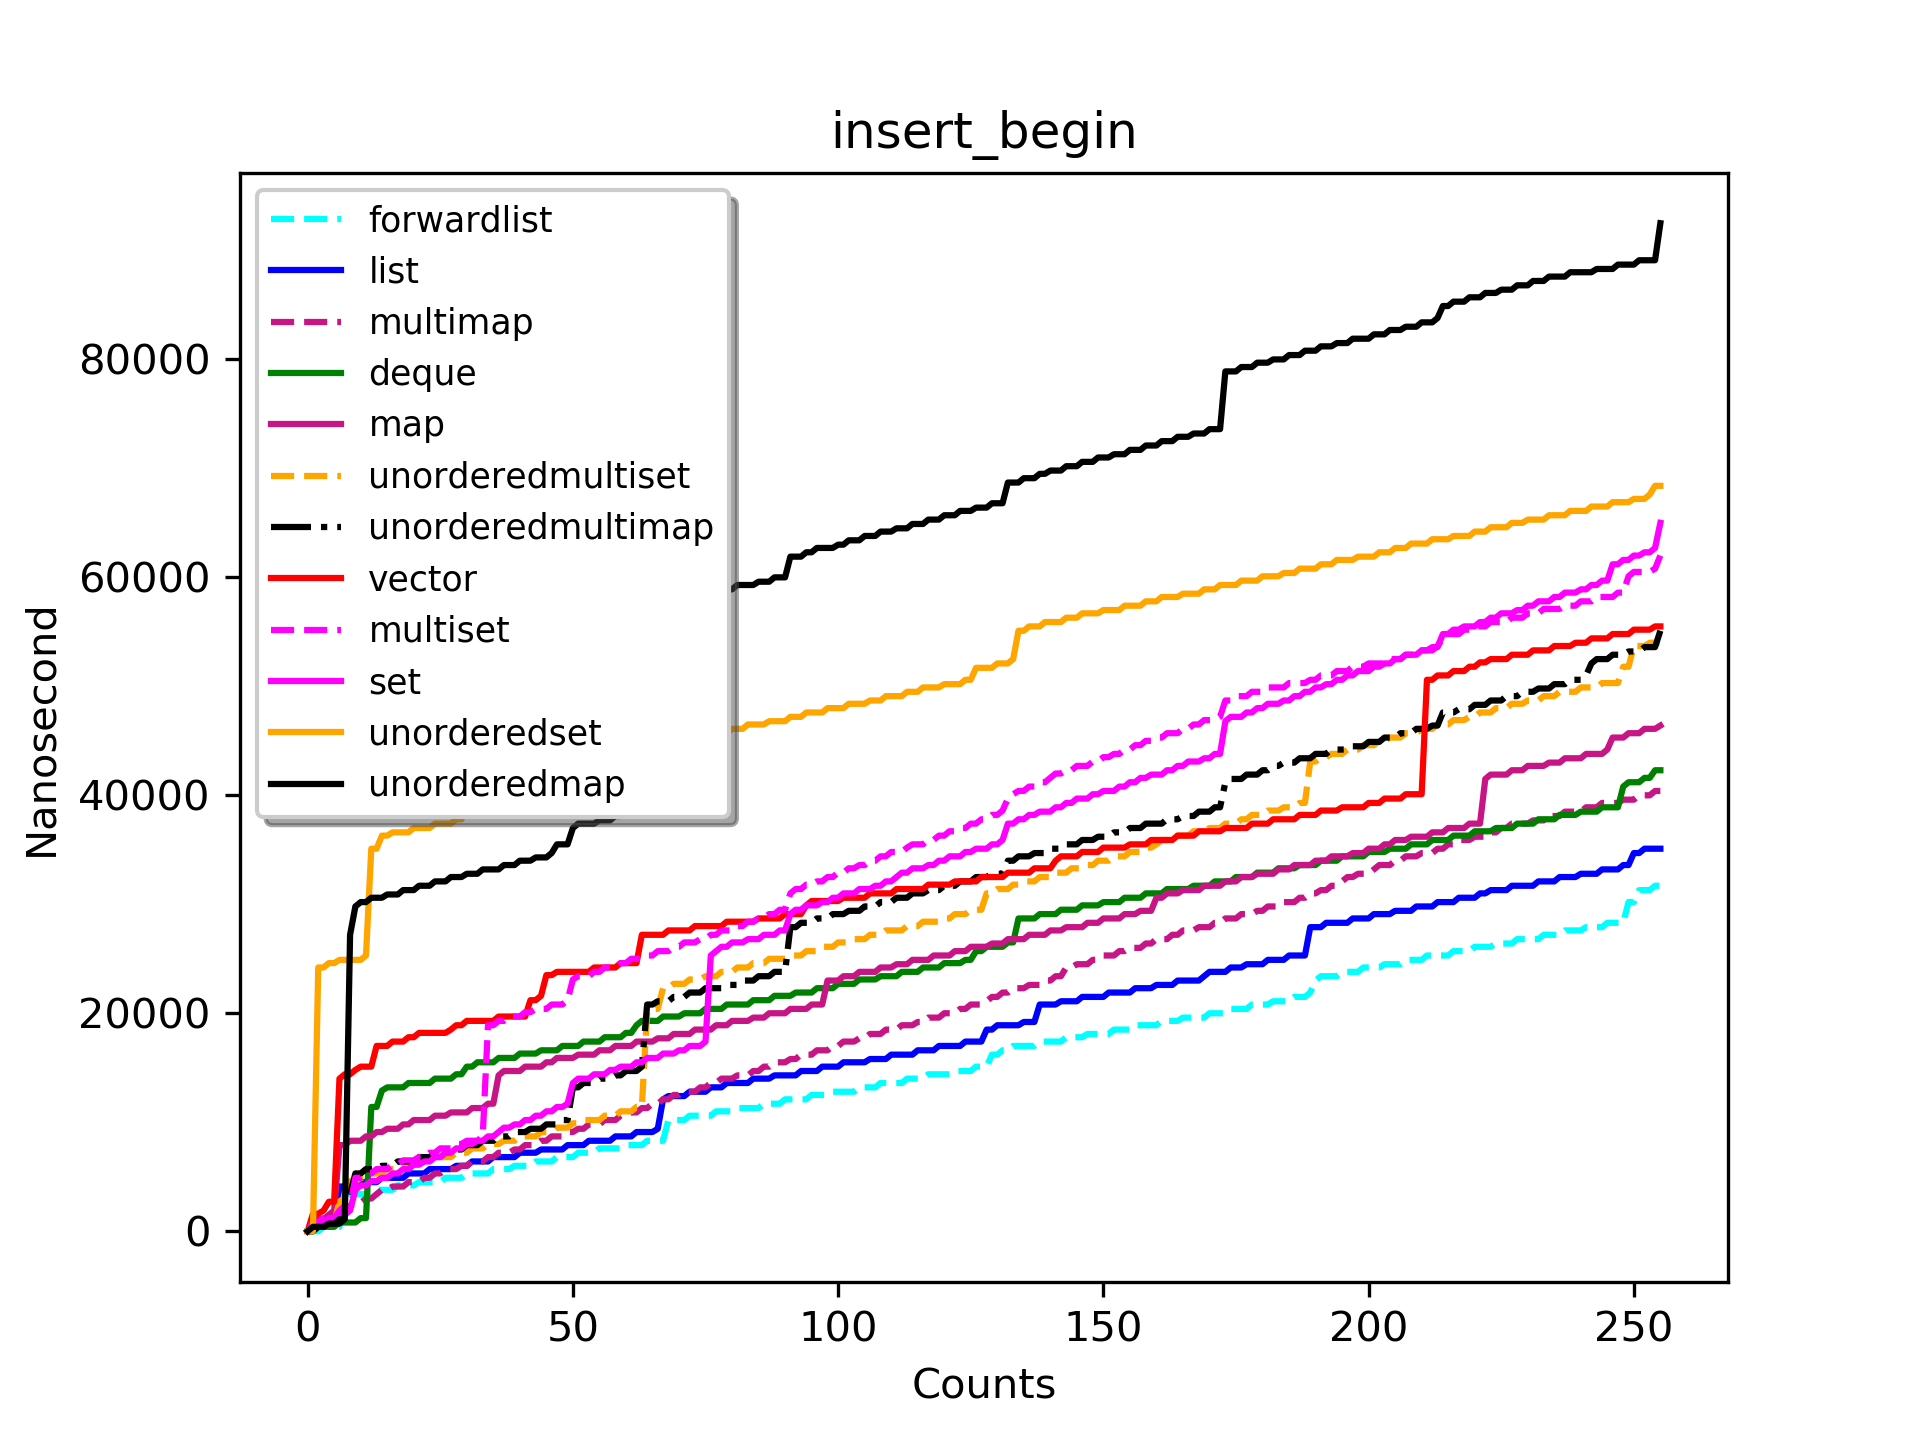 insert_begin
forwardlist
list
multimap
deque
map
unorderedmultiset
unorderedmultimap
vector
multiset
set
unorderedset
unorderedmap
Nanosecond
80000
60000
40000
20000
0
0 50 100 150 200 250
Counts